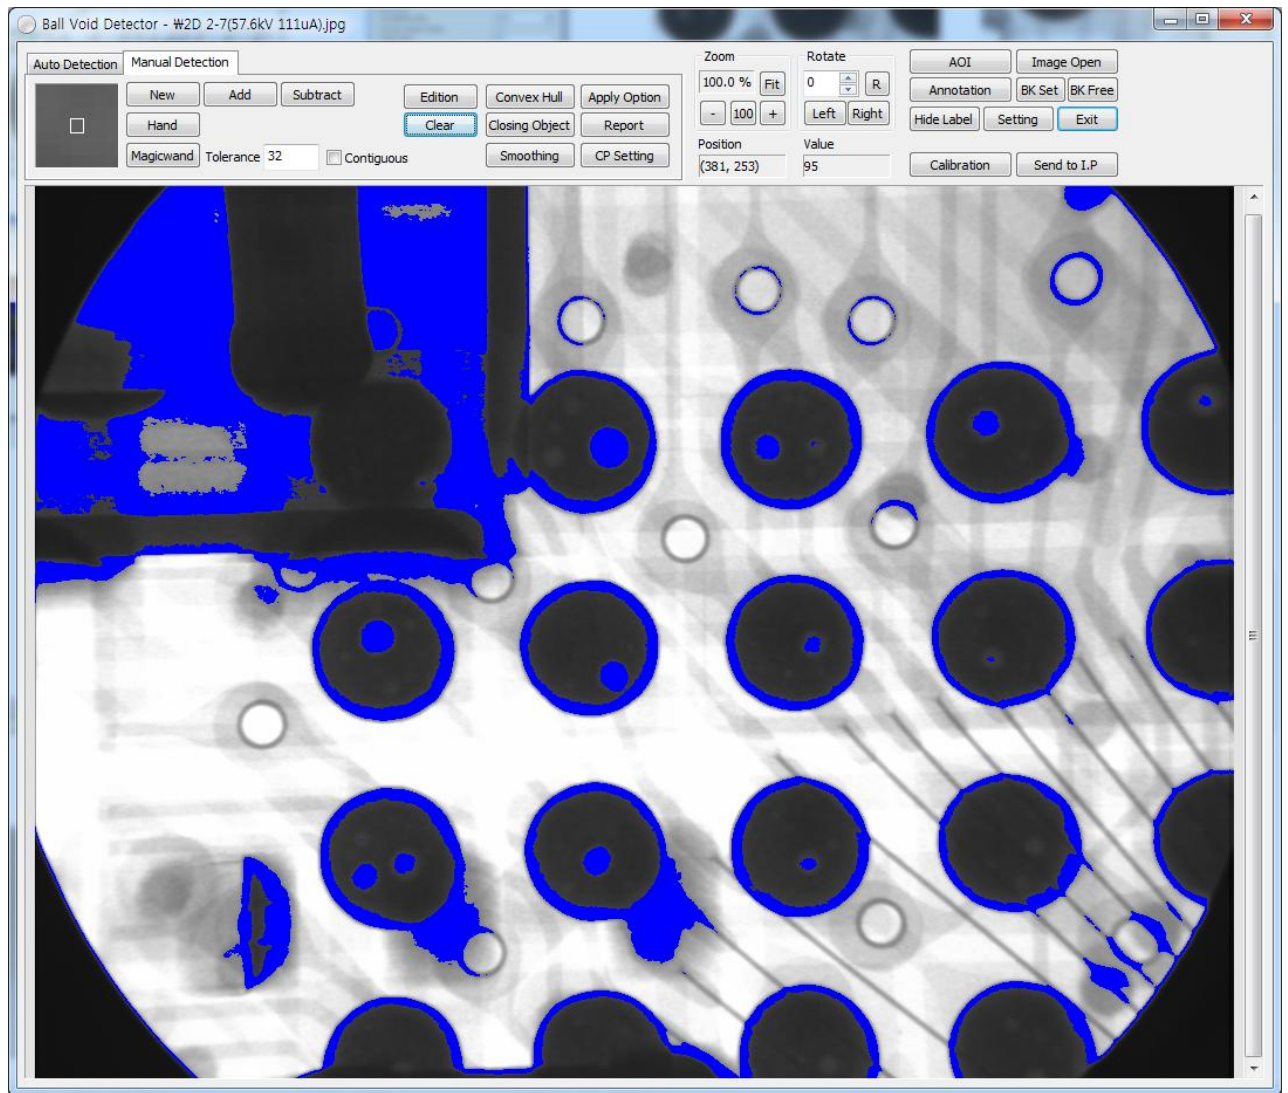 Ball Void Detector - ₩2D 2-7(57.6kV 111uA).jpg
Auto Detection Manual Detection
New Add Subtract Edition Convex Hull Apply Option
Hand Clear Closing Object Report
Magicwand Tolerance 32 Contiguous Smoothing CP Setting
Zoom
100.0 % Fit
- 100 +
Position
(381, 253)
Rotate
0 R
Left Right
Value
95
AOI Image Open
Annotation BK Set BK Free
Hide Label Setting Exit
Calibration Send to I.P